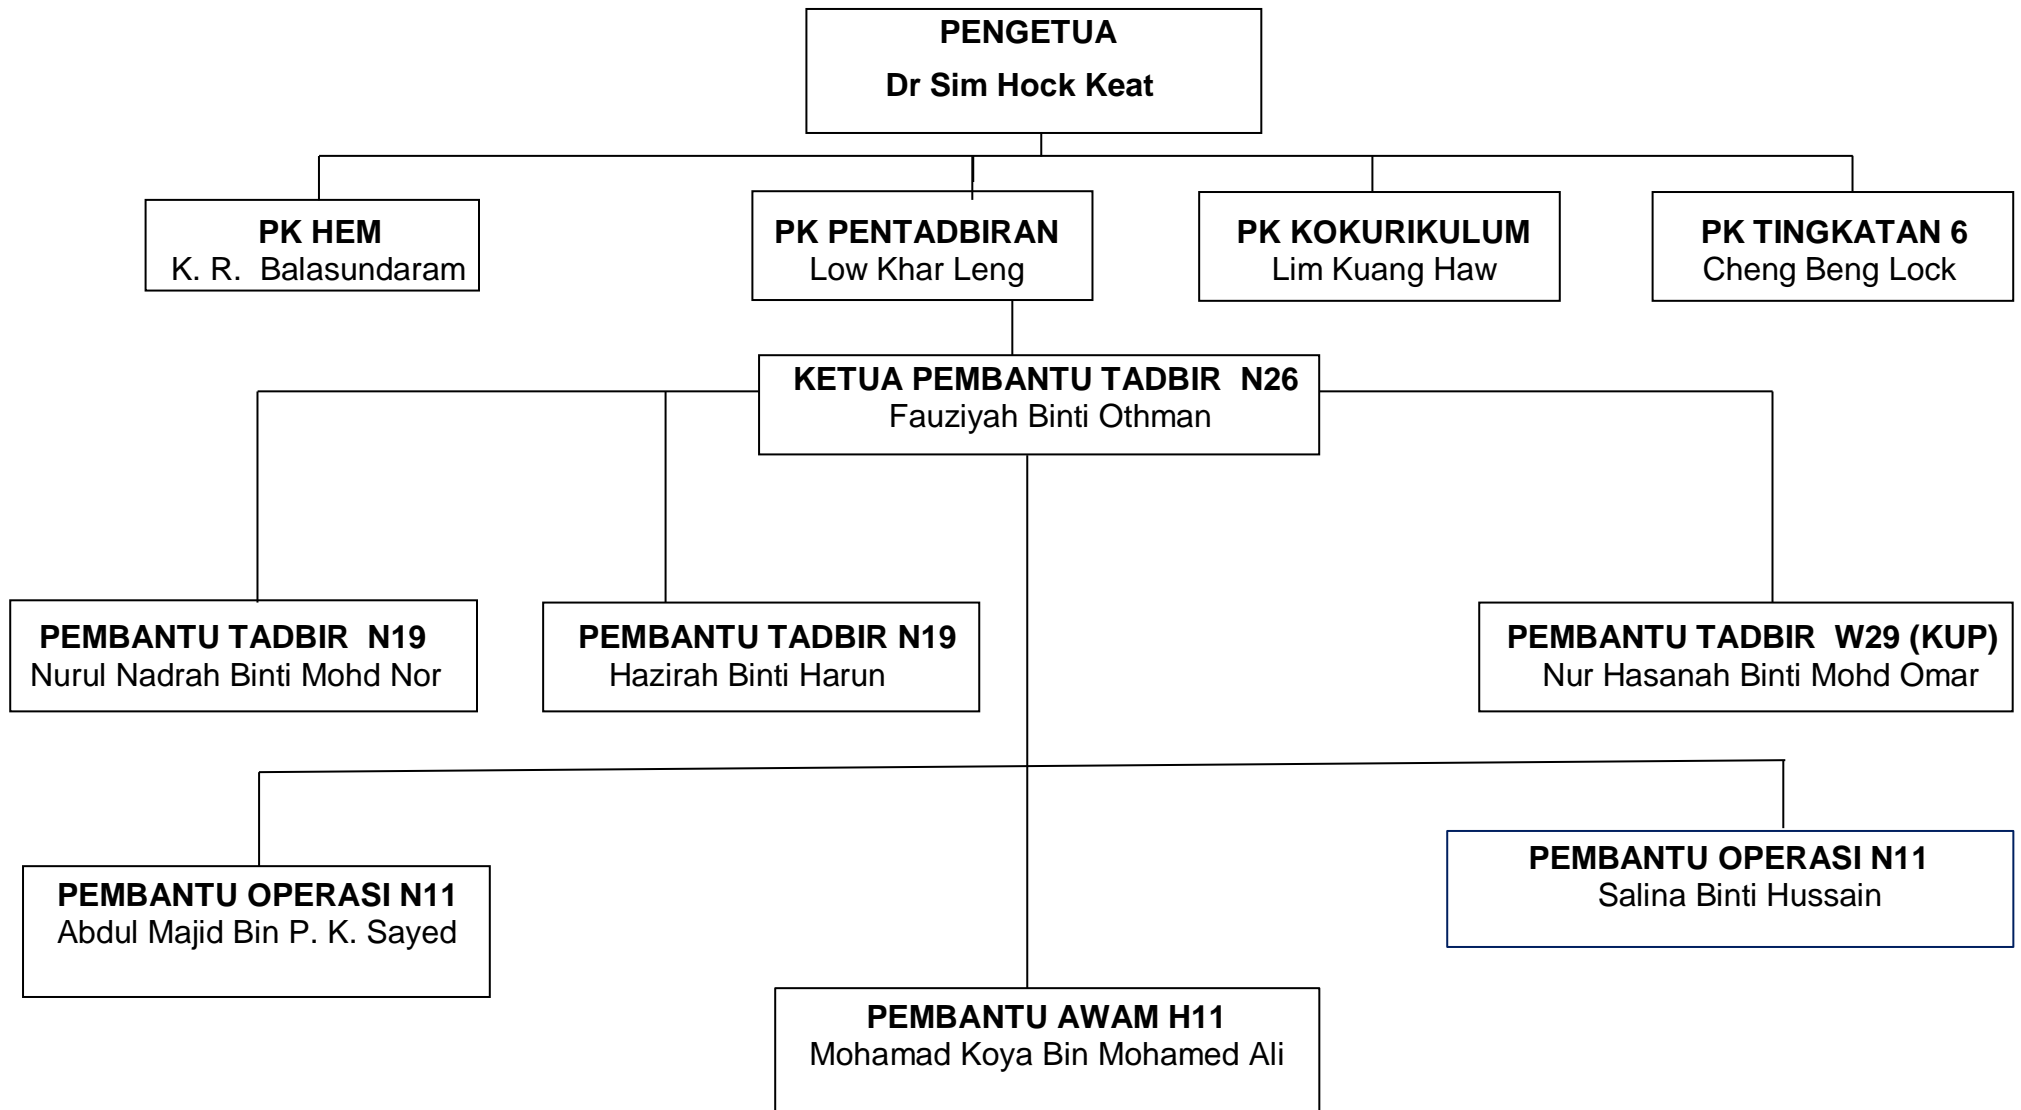 PENGETUA
Dr Sim Hock Keat
PK HEM
K. R. Balasundaram
PK PENTADBIRAN
Low Khar Leng
PK KOKURIKULUM
Lim Kuang Haw
PK TINGKATAN 6
Cheng Beng Lock
KETUA PEMBANTU TADBIR N26
Fauziyah Binti Othman
PEMBANTU TADBIR N19
Nurul Nadrah Binti Mohd Nor
PEMBANTU TADBIR N19
Hazirah Binti Harun
PEMBANTU TADBIR W29 (KUP)
Nur Hasanah Binti Mohd Omar
PEMBANTU OPERASI N11
Abdul Majid Bin P. K. Sayed
PEMBANTU OPERASI N11
Salina Binti Hussain
PEMBANTU AWAM H11
Mohamad Koya Bin Mohamed Ali